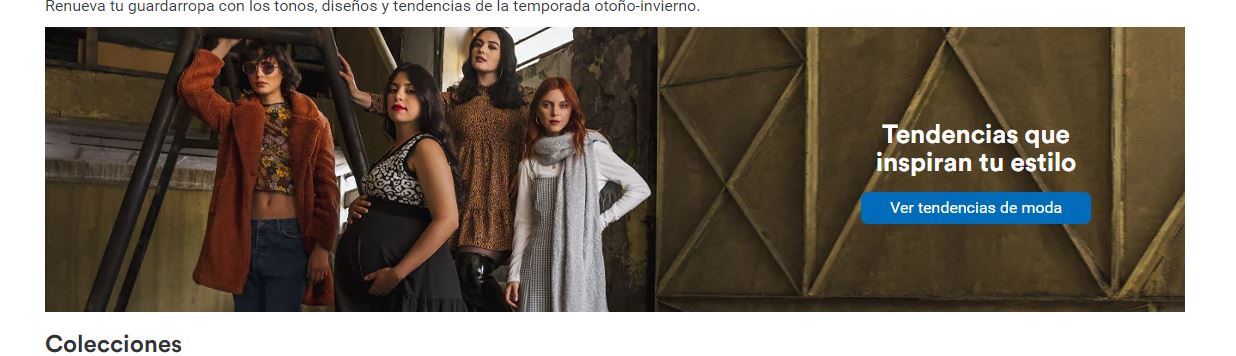 Renueva tu guardarropa con los tonos, diseños y tendencias de la temporada otoño-invierno.
Tendencias que
inspiran tu estilo
Ver tendencias de moda
Colecciones